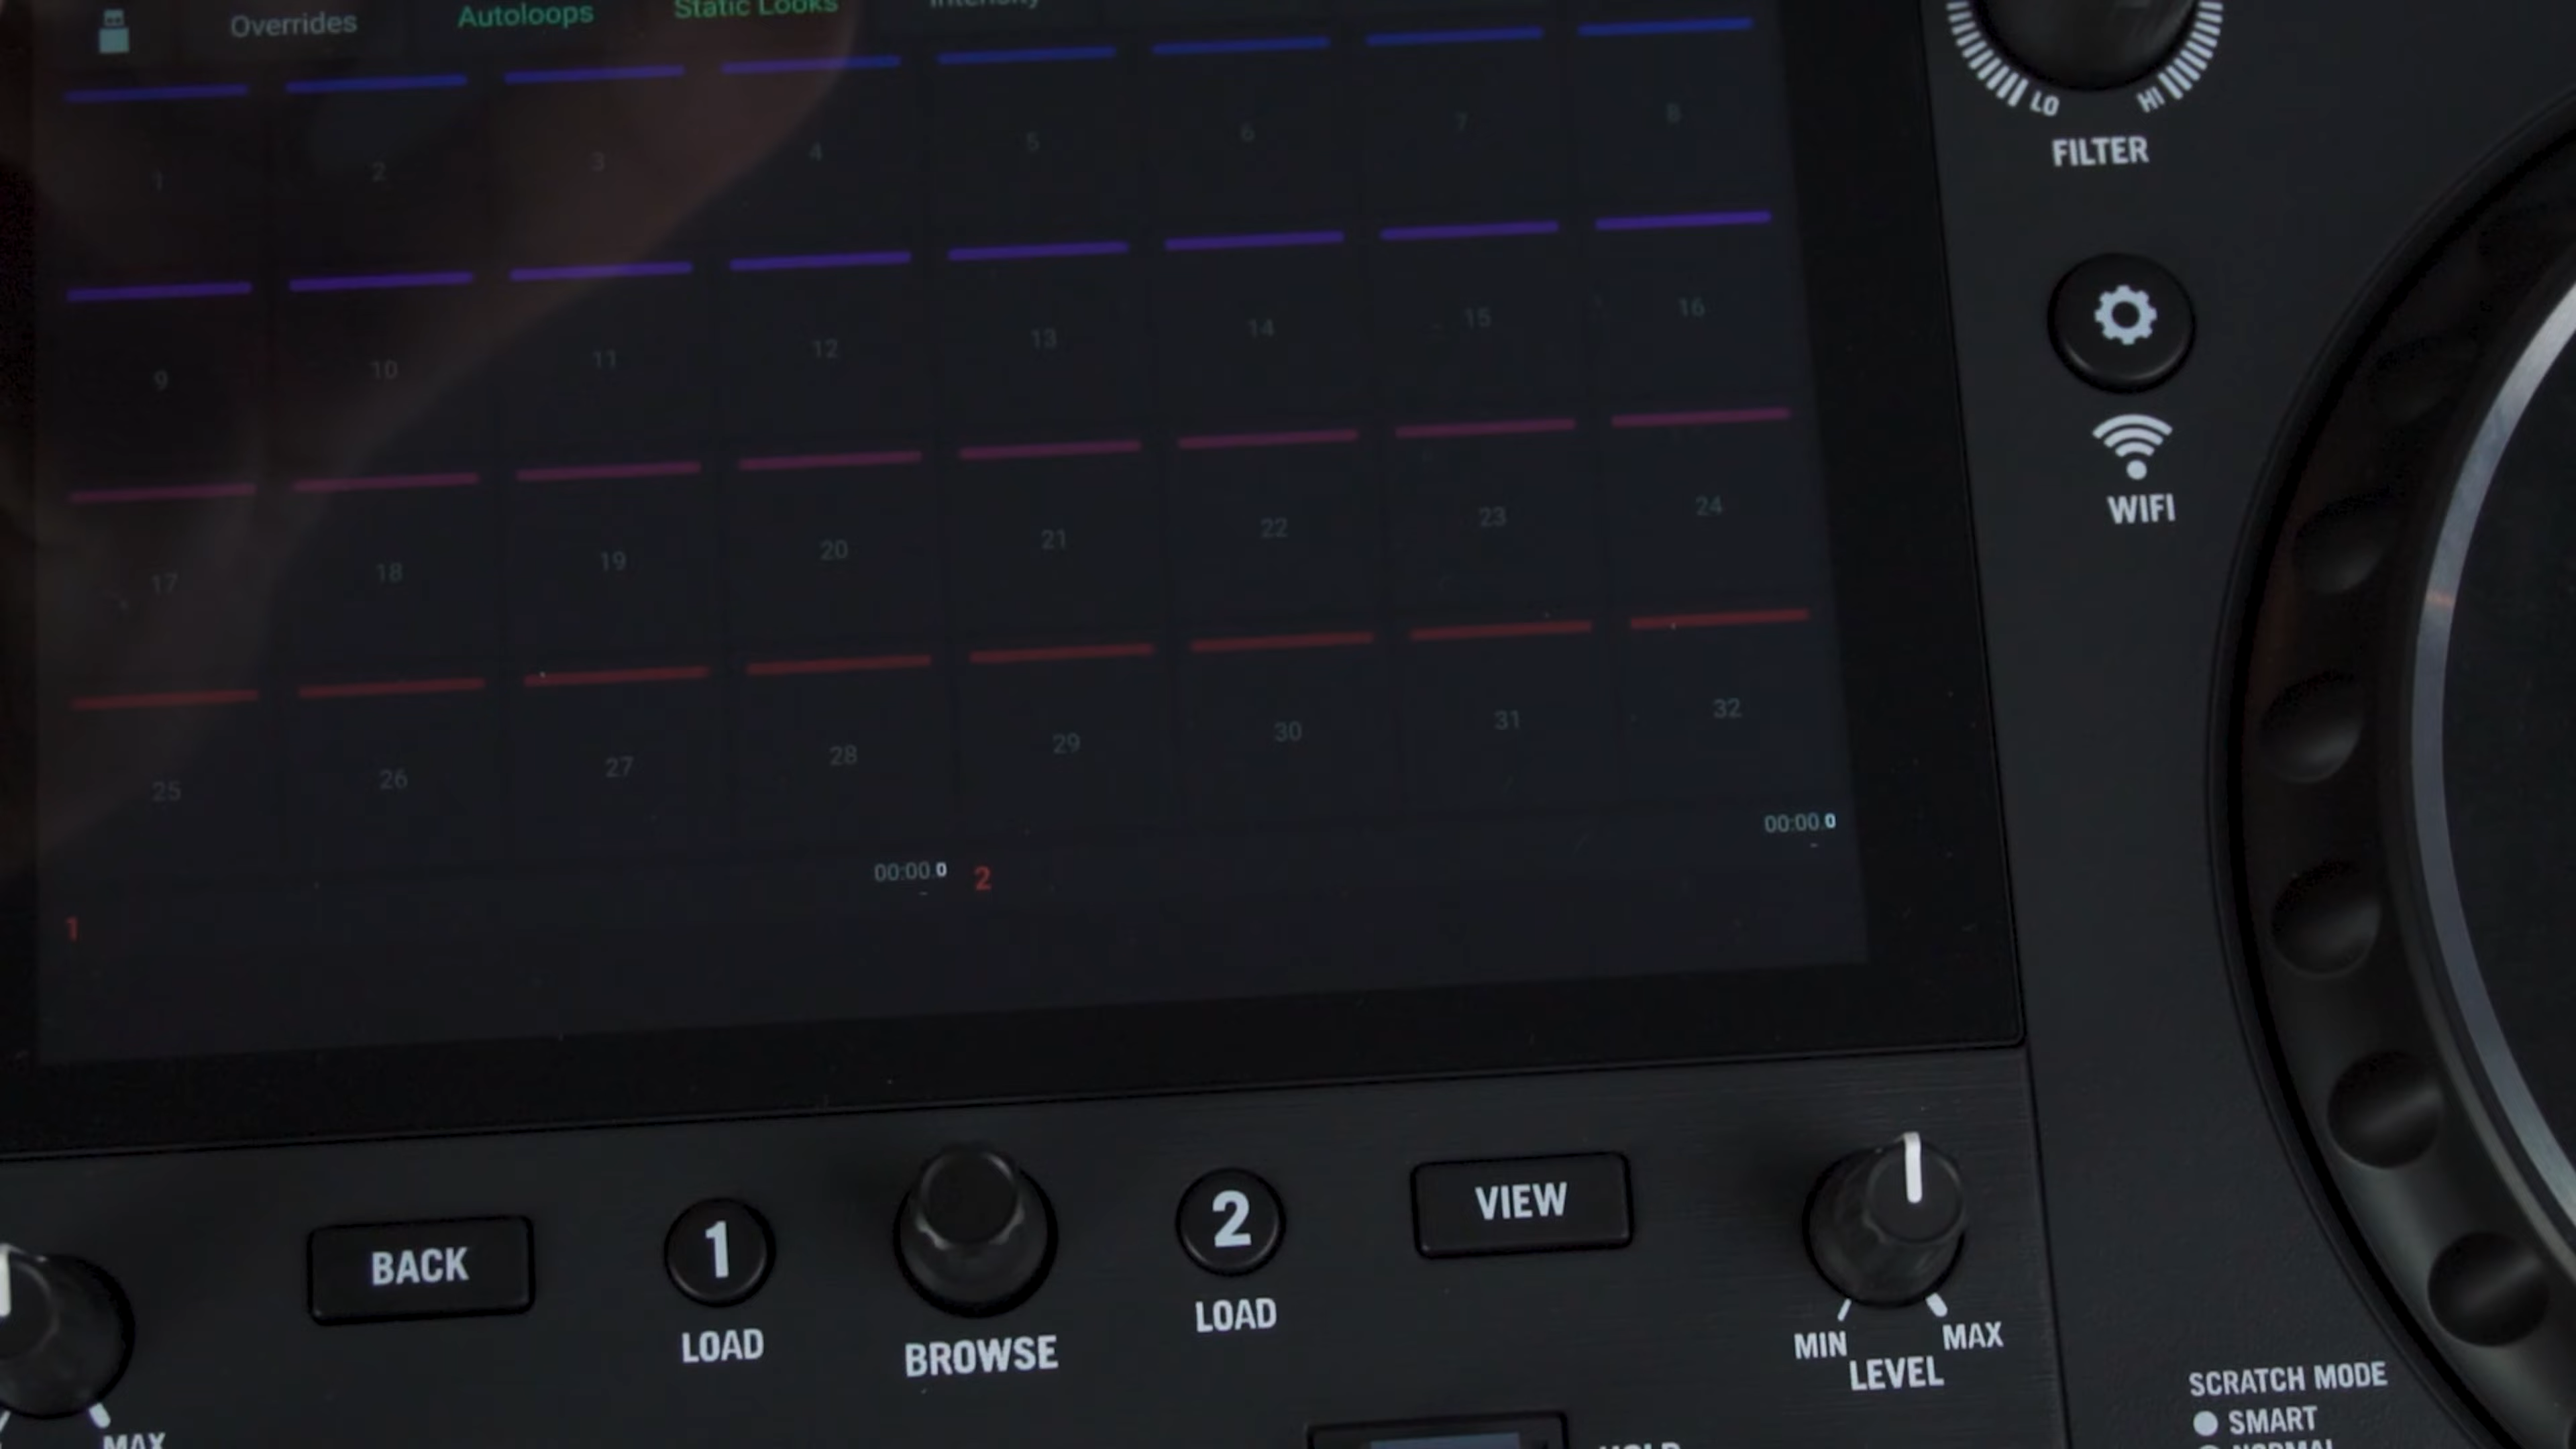 Overrides Autoloops Static Looks Intensity
1 2 3 4 5 6 7 8
9 10 11 12 13 14 15 16
17 18 19 20 21 22 23 24
25 26 27 28 29 30 31 32
1 00:00.0 2 00:00.0
LO HI
FILTER
WIFI
BACK 1 2 VIEW
LOAD BROWSE LOAD
MIN MAX
LEVEL
MAX
SCRATCH MODE
SMART
NORMAL
HOLD